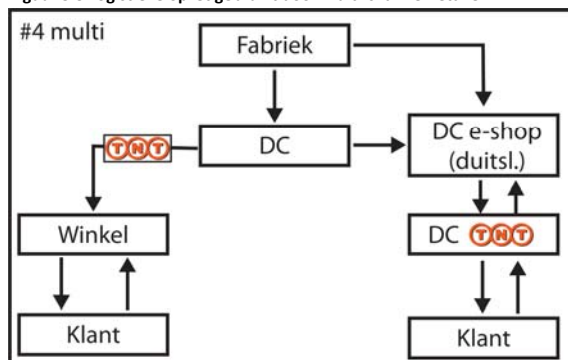 #4 multi
Fabriek
TNT
DC
DC e-shop
(duitsl.)
Winkel
DC TNT
Klant
Klant